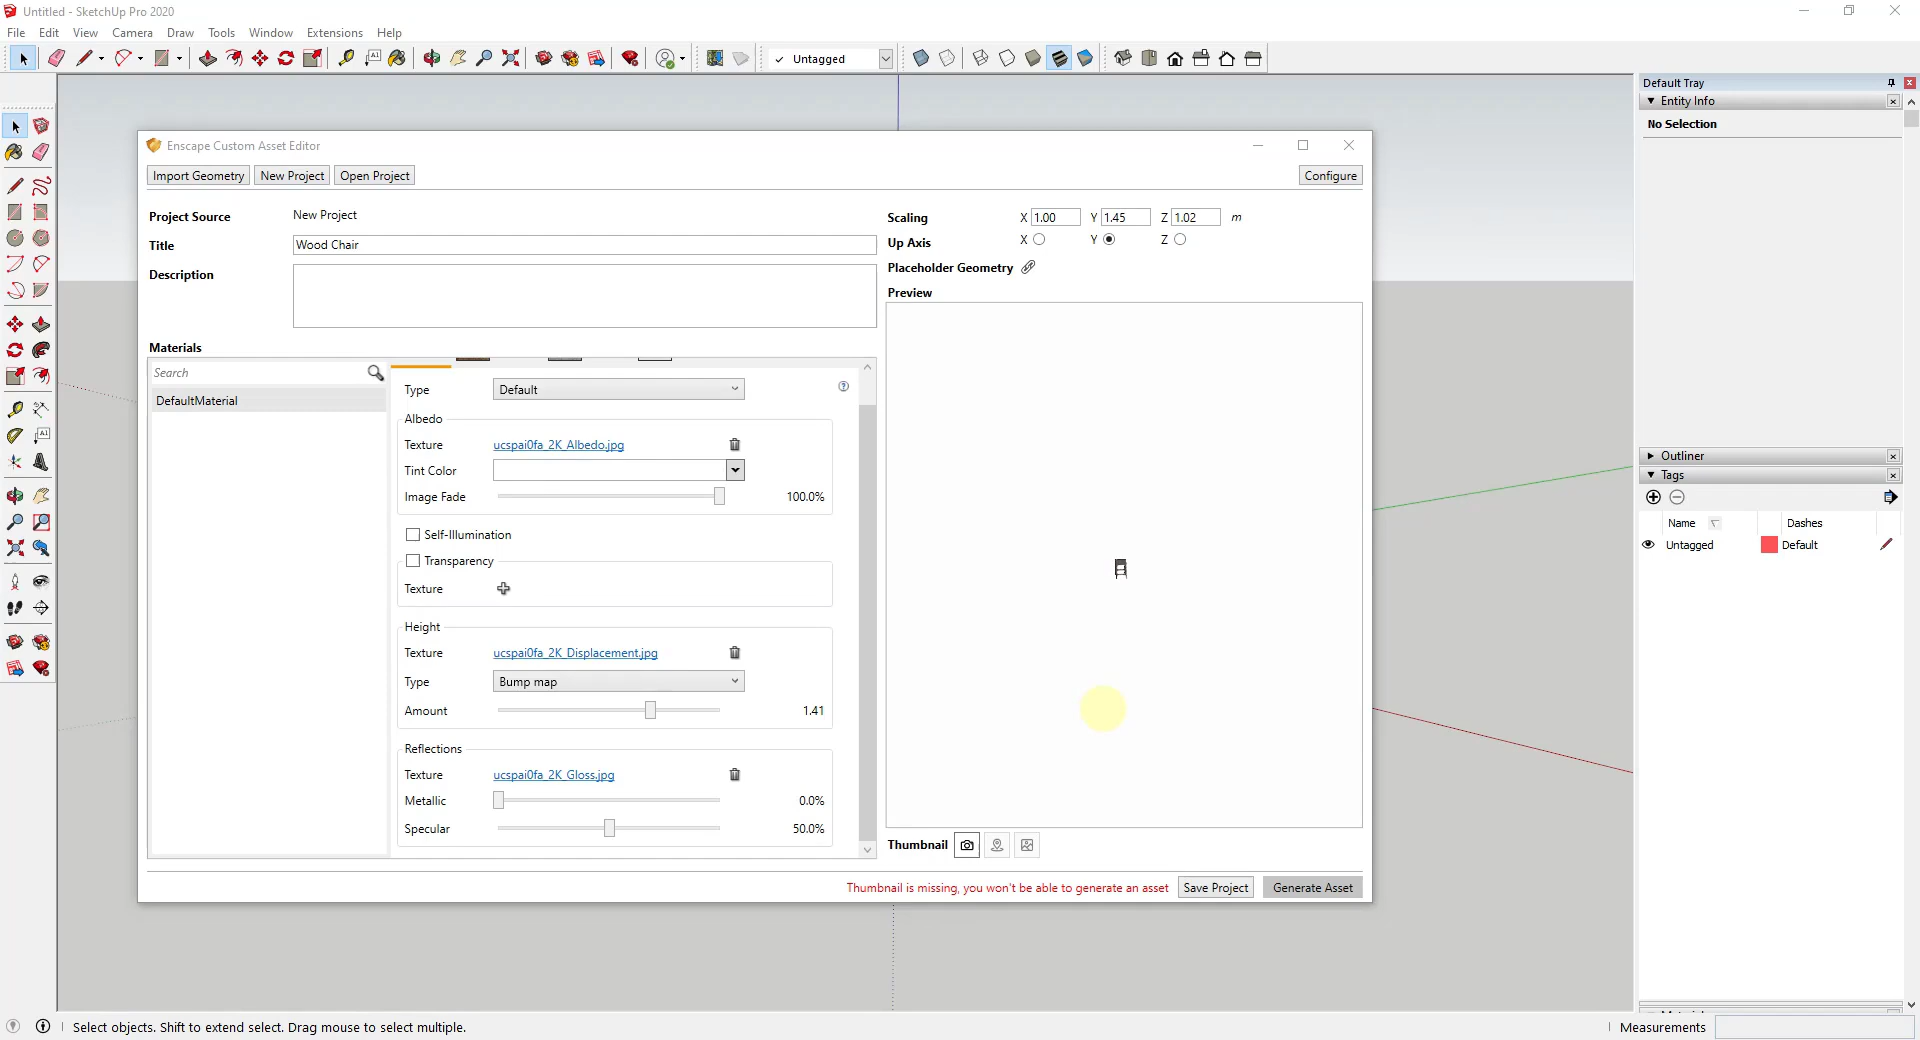 Untitled - SketchUp Pro 2020
File Edit View Camera Draw Tools Window Extensions Help
Untagged
Default Tray
Entity Info
No Selection
Enscape Custom Asset Editor
Import Geometry New Project Open Project Configure
Project Source New Project
Title Wood Chair
Description
Scaling X 1.00 Y 1.45 Z 1.02 m
Up Axis X Y Z
Placeholder Geometry
Preview
Materials
Search
DefaultMaterial
Type Default
Albedo
Texture ucspai0fa_2K_Albedo.jpg
Tint Color
Image Fade 100.0%
Self-Illumination
Transparency
Texture
Height
Texture ucspai0fa_2K_Displacement.jpg
Type Bump map
Amount 1.41
Reflections
Texture ucspai0fa_2K_Gloss.jpg
Metallic 0.0%
Specular 50.0%
Thumbnail
Thumbnail is missing, you won't be able to generate an asset Save Project Generate Asset
Outliner
Tags
Name Dashes
Untagged Default
Select objects. Shift to extend select. Drag mouse to select multiple.
Measurements